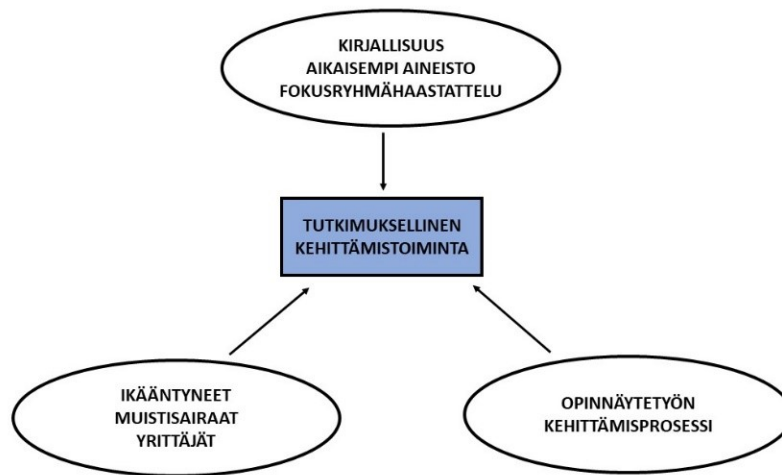 KIRJALLISUUS
AIKAISEMPI AINEISTO
FOKUSRYHMÄHAASTATTELU
TUTKIMUKSELLINEN
KEHITTÄMISTOIMINTA
IKÄÄNTYNEET
MUISTISAIRAAT
YRITTÄJÄT
OPINNÄYTETYÖN
KEHITTÄMISPROSESSI